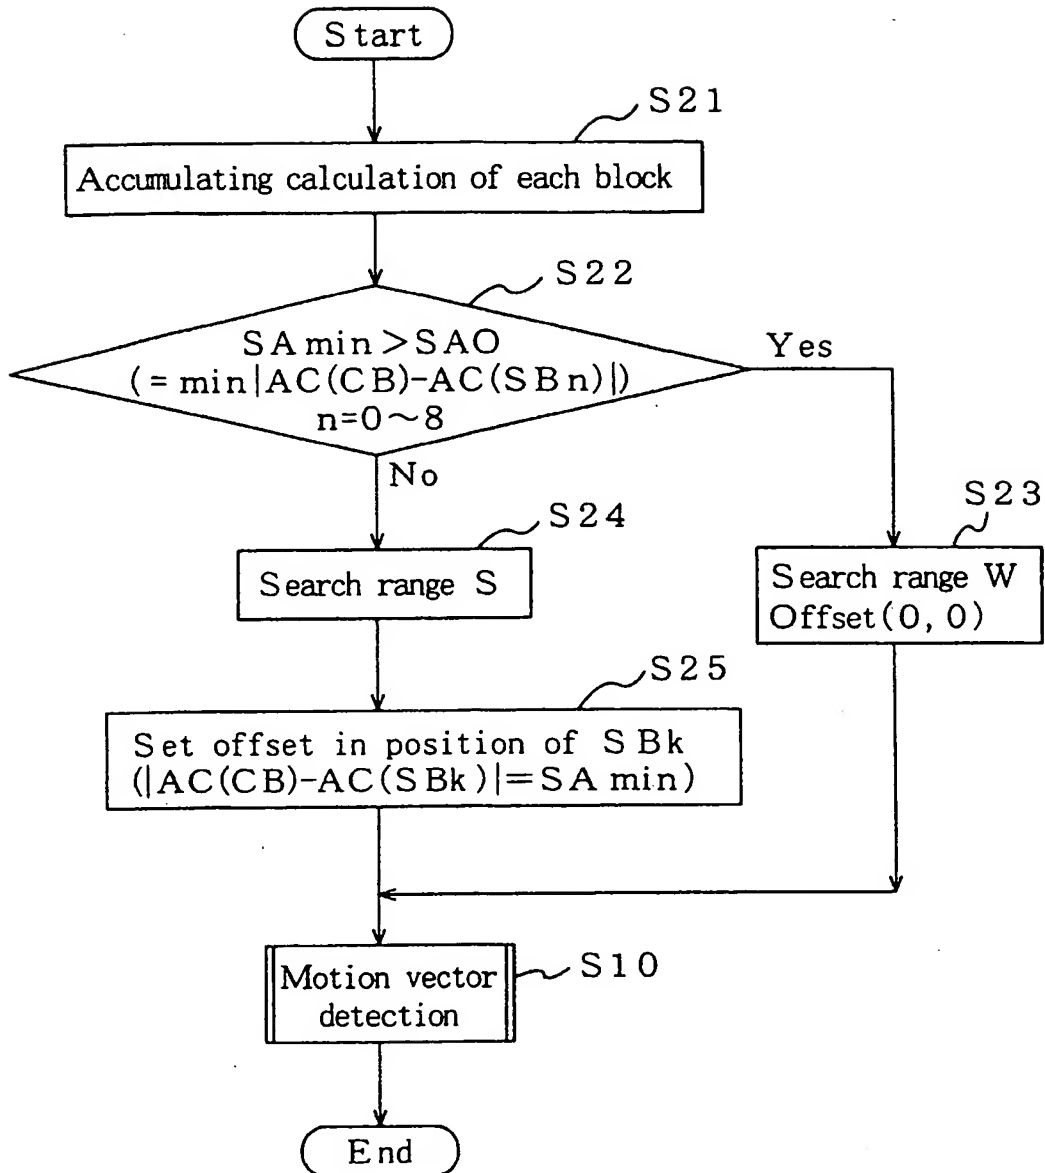 Start
S21
Accumulating calculation of each block
S22
SAmin>SAO
(=min|AC(CB)-AC(SBn)|)
n=0~8
Yes
No
S24
Search range S
S23
Search range W
Offset(0,0)
S25
Set offset in position of SBk
(|AC(CB)-AC(SBk)|=SAmin)
Motion vector
detection
S10
End